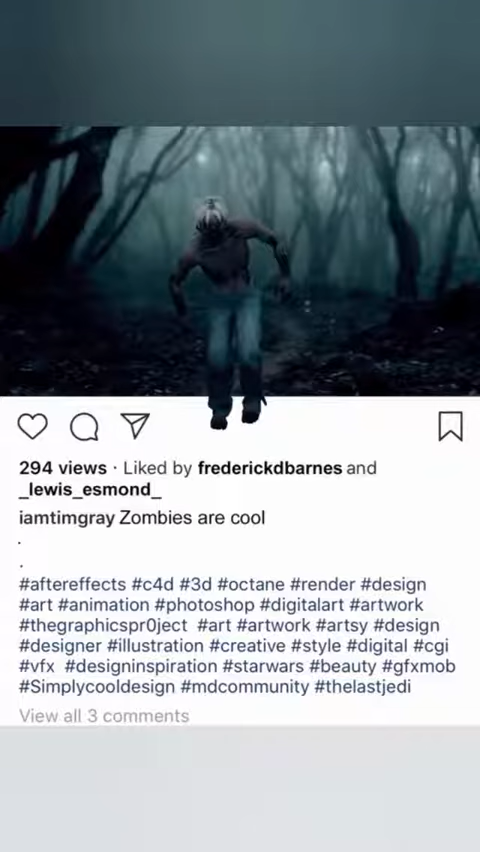 294 views · Liked by frederickdbarnes and
_lewis_esmond_
iamtimgray Zombies are cool
.
.
#aftereffects #c4d #3d #octane #render #design
#art #animation #photoshop #digitalart #artwork
#thegraphicspr0ject #art #artwork #artsy #design
#designer #illustration #creative #style #digital #cgi
#vfx #designinspiration #starwars #beauty #gfxmob
#Simplycooldesign #mdcommunity #thelastjedi
View all 3 comments